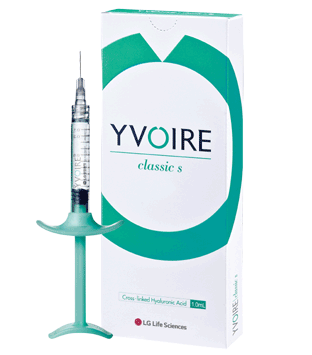 YVOIRE
classic s
Cross-linked Hyaluronic Acid 1.0mL
LG Life Sciences
YVOIRE classic s